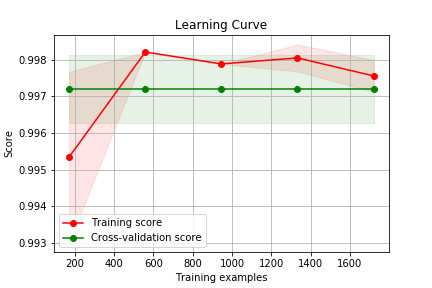 Learning Curve
0.998
0.997
0.996
0.995
0.994
0.993
Score
Training score
Cross-validation score
200 400 600 800 1000 1200 1400 1600
Training examples